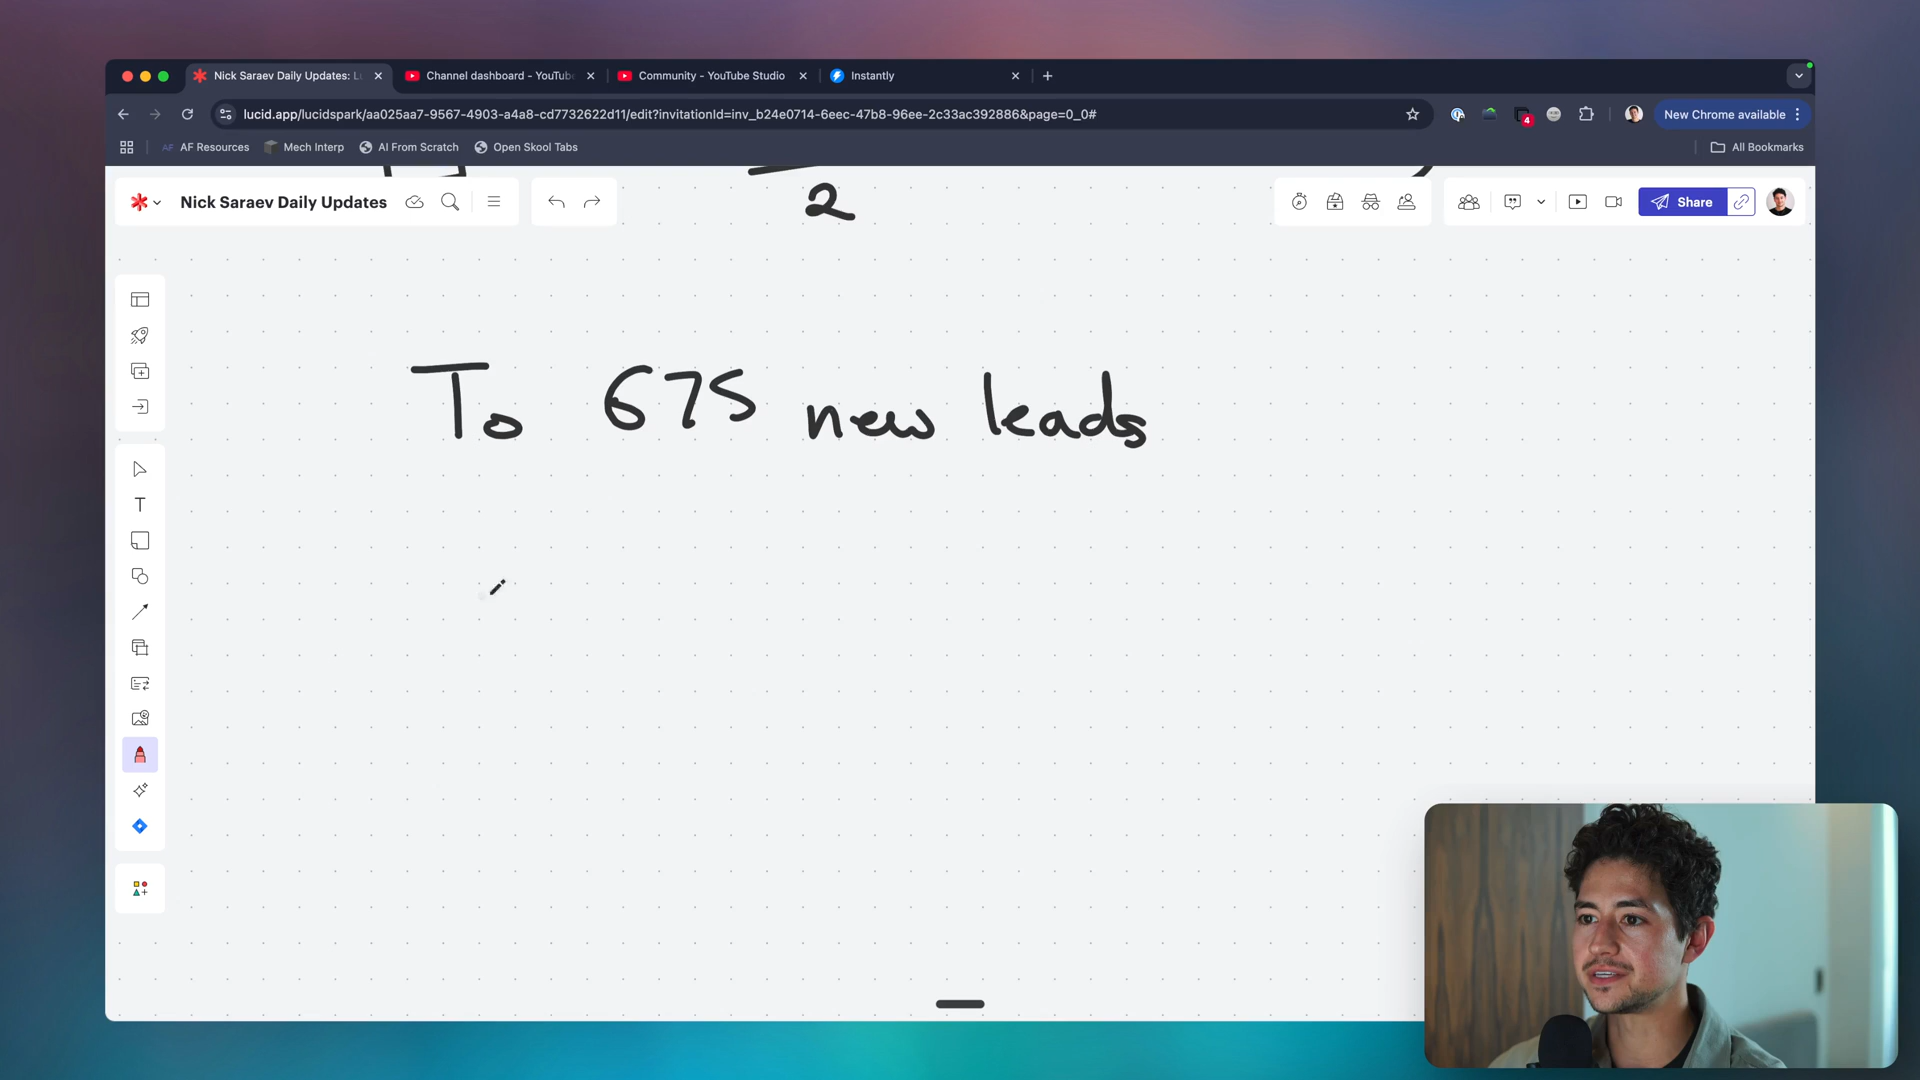 Nick Saraev Daily Updates: L
Channel dashboard - YouTube
Community - YouTube Studio
Instantly
lucid.app/lucidspark/aa025aa7-9567-4903-a4a8-cd7732622d11/edit?invitationId=inv_b24e0714-6eec-47b8-96ee-2c33ac392886&page=0_0#
4
New Chrome available
AF AF Resources
Mech Interp
AI From Scratch
Open Skool Tabs
All Bookmarks
Nick Saraev Daily Updates
Share
2
To 675 new leads
T